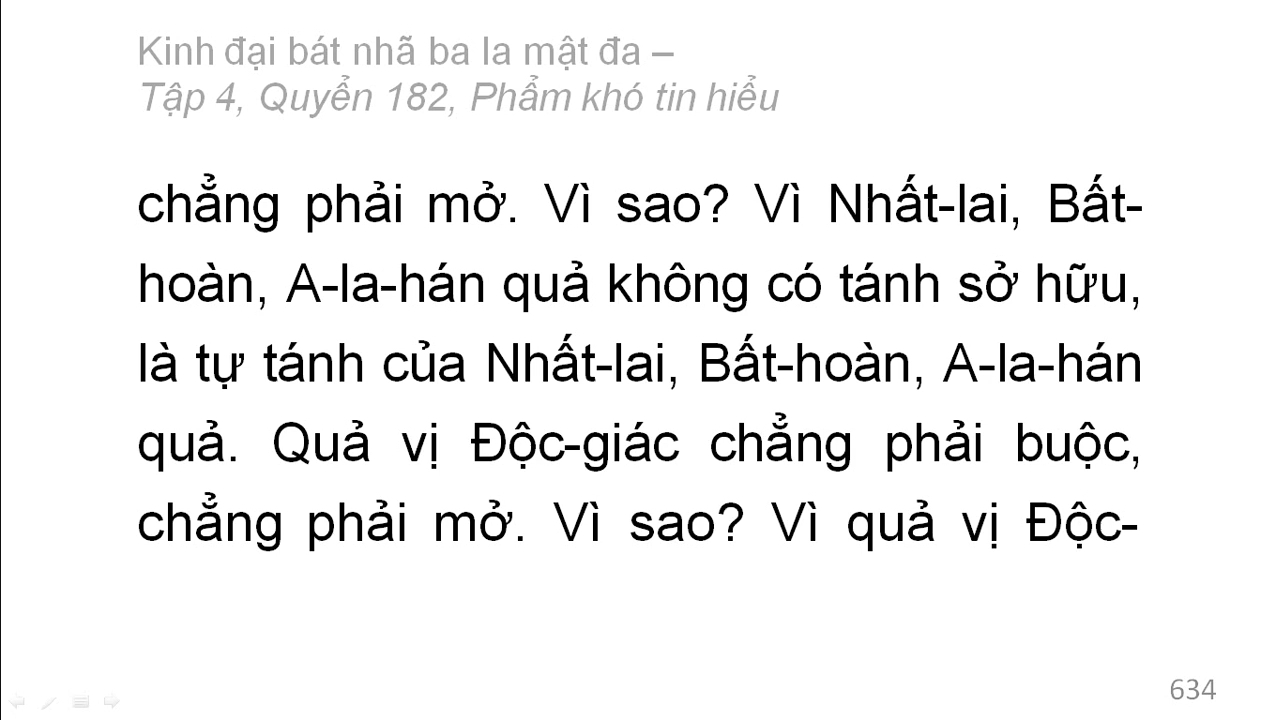 Kinh đại bát nhã ba la mật đa –
Tập 4, Quyển 182, Phẩm khó tin hiểu
chẳng phải mở. Vì sao? Vì Nhất-lai, Bất-
hoàn, A-la-hán quả không có tánh sở hữu,
là tự tánh của Nhất-lai, Bất-hoàn, A-la-hán
quả. Quả vị Độc-giác chẳng phải buộc,
chẳng phải mở. Vì sao? Vì quả vị Độc-
634